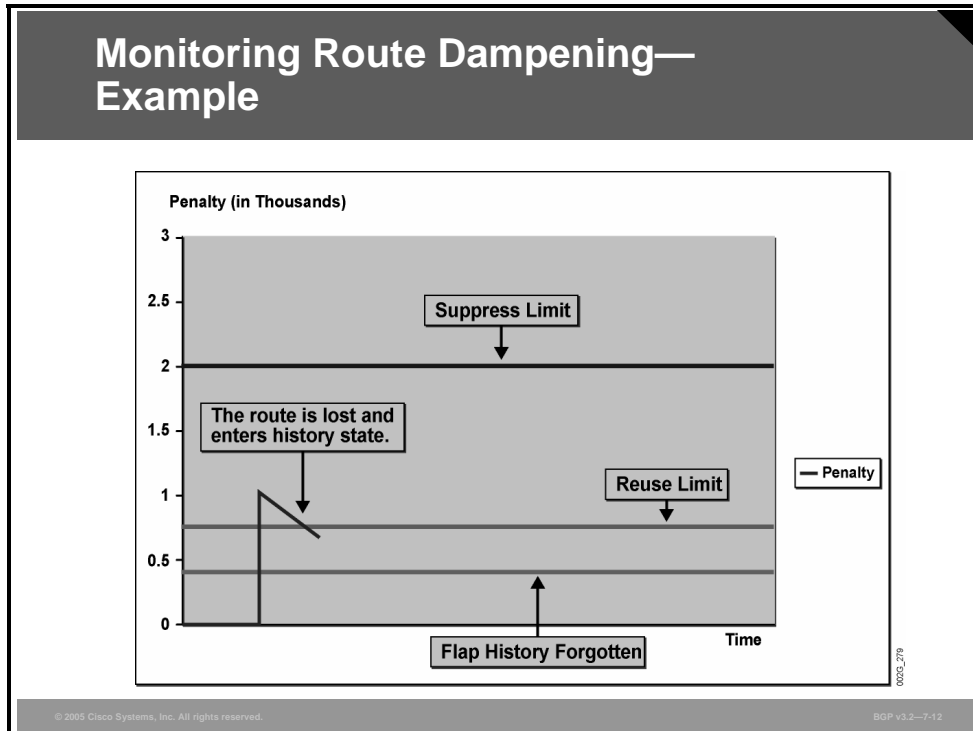 Monitoring Route Dampening—
Example
Penalty (in Thousands)
3
2.5
Suppress Limit
2
The route is lost and
enters history state.
1.5
Reuse Limit
Penalty
1
0.5
0
Time
Flap History Forgotten
002G_279
© 2005 Cisco Systems, Inc. All rights reserved.
BGP v3.2—7-12